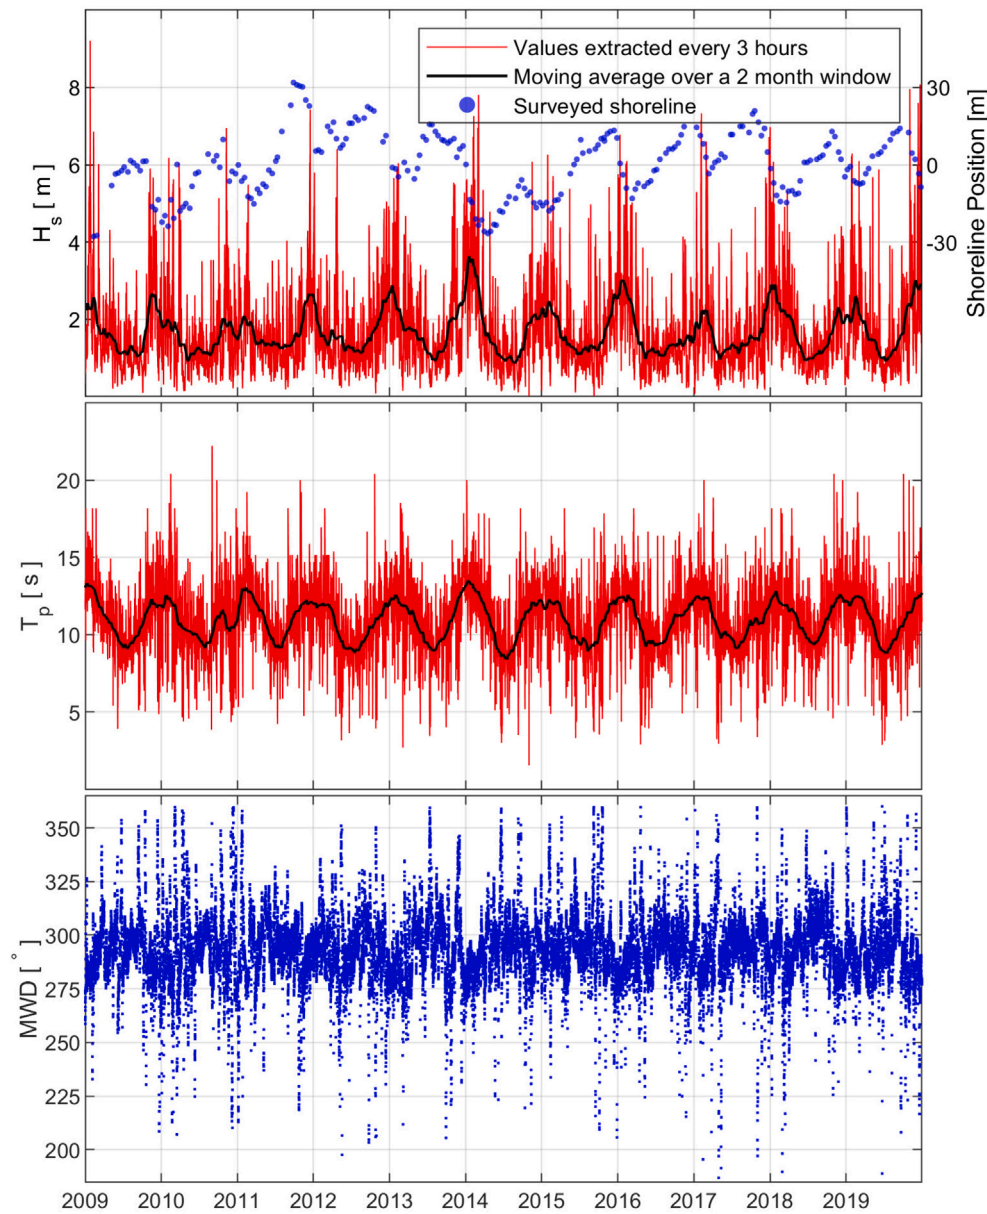 Values extracted every 3 hours
Moving average over a 2 month window
Surveyed shoreline
H_s [ m ]
8
6
4
2
30
0
-30
Shoreline Position [m]
T_p [ s ]
20
15
10
5
MWD [ ° ]
350
325
300
275
250
225
200
2009 2010 2011 2012 2013 2014 2015 2016 2017 2018 2019